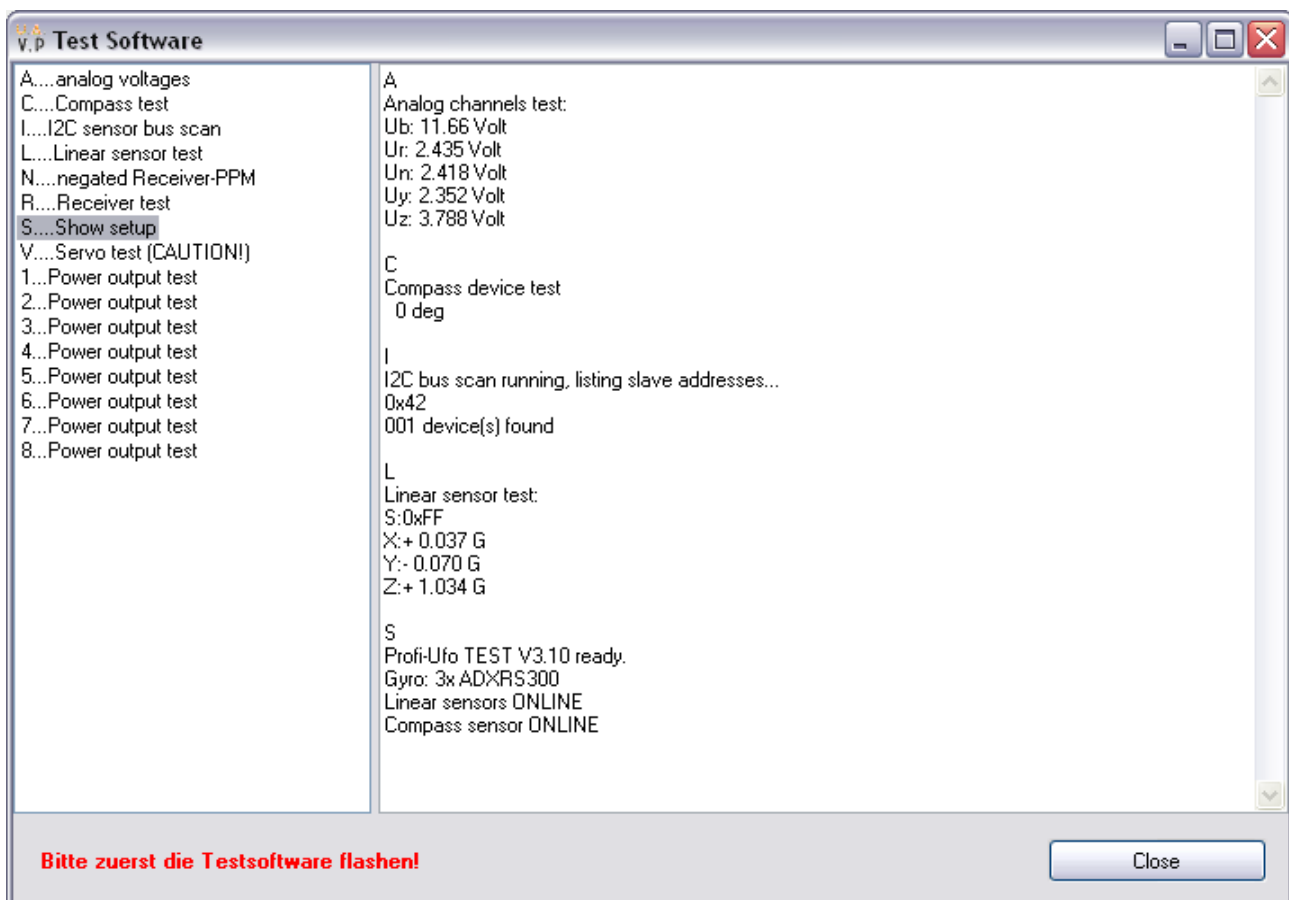 U.A.
V.P Test Software
A....analog voltages
C....Compass test
I....I2C sensor bus scan
L....Linear sensor test
N....negated Receiver-PPM
R....Receiver test
S....Show setup
V....Servo test (CAUTION!)
1...Power output test
2...Power output test
3...Power output test
4...Power output test
5...Power output test
6...Power output test
7...Power output test
8...Power output test
A
Analog channels test:
Ub: 11.66 Volt
Ur: 2.435 Volt
Un: 2.418 Volt
Uy: 2.352 Volt
Uz: 3.788 Volt
C
Compass device test
0 deg
I
I2C bus scan running, listing slave addresses...
0x42
001 device(s) found
L
Linear sensor test:
S:0xFF
X:+ 0.037 G
Y:- 0.070 G
Z:+ 1.034 G
S
Profi-Ufo TEST V3.10 ready.
Gyro: 3x ADXRS300
Linear sensors ONLINE
Compass sensor ONLINE
Bitte zuerst die Testsoftware flashen!
Close